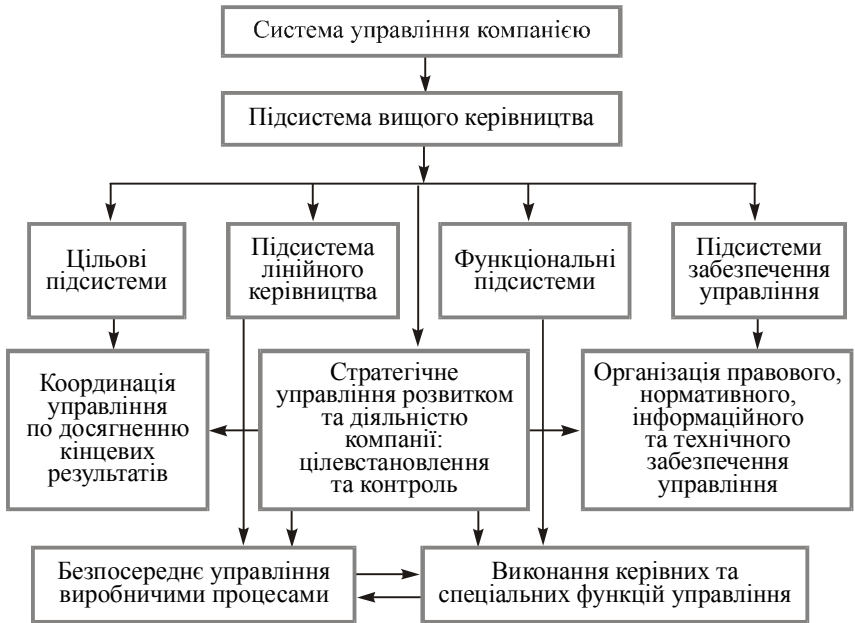 Система управління компанією
Підсистема вищого керівництва
Цільові
підсистеми
Підсистема
лінійного
керівництва
Функціональні
підсистеми
Підсистеми
забезпечення
управління
Координація
управління
по досягненню
кінцевих
результатів
Стратегічне
управління розвитком
та діяльністю
компанії:
цілевстановлення
та контроль
Організація правового,
нормативного,
інформаційного
та технічного
забезпечення
управління
Безпосереднє управління
виробничими процесами
Виконання керівних та
спеціальних функцій управління